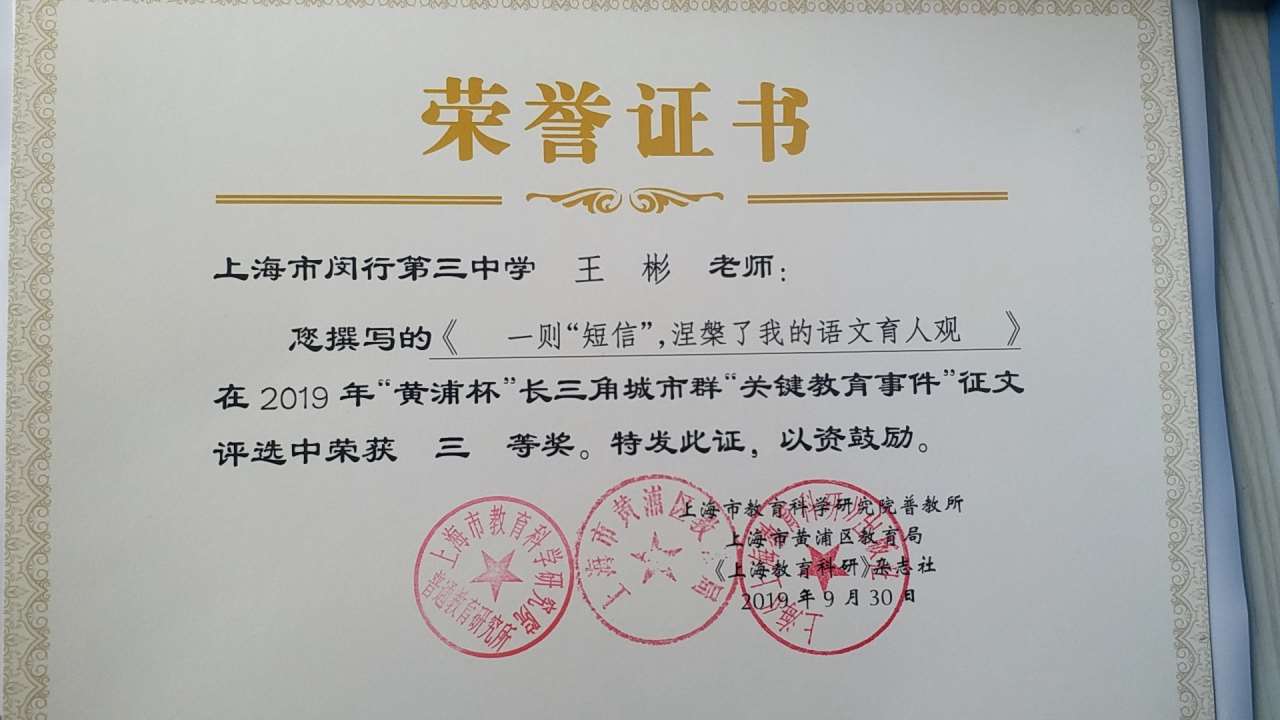 荣誉证书
上海市闵行第三中学 王 彬 老师：
您撰写的《 一则“短信”，涅槃了我的语文育人观 》
在 2019 年“黄浦杯”长三角城市群“关键教育事件”征文
评选中荣获 三 等奖。特发此证，以资鼓励。
上海市教育科学研究院普教所
上海市黄浦区教育局
《上海教育科研》杂志社
2019 年 9 月 30 日
上海市教育科学研究院
普通教育研究所
上海市黄浦区教 局